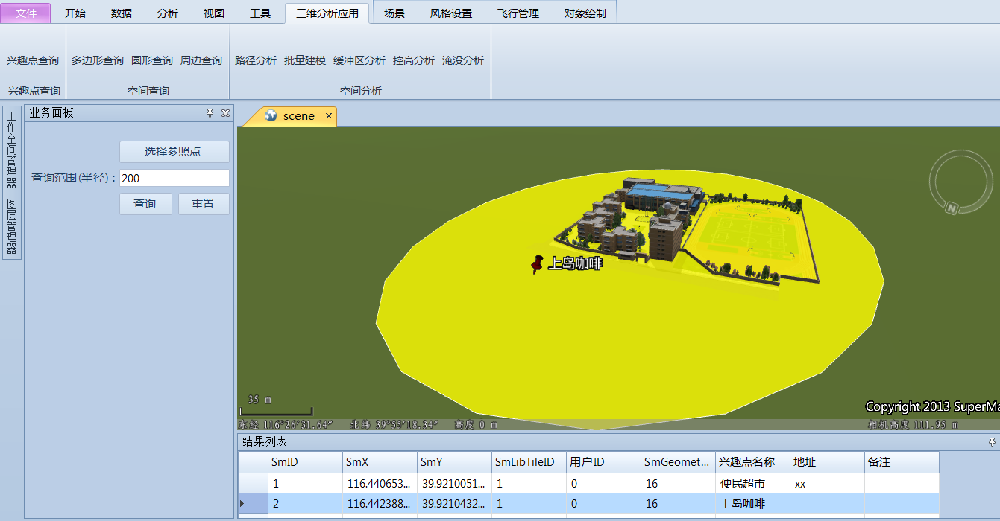 文件 开始 数据 分析 视图 工具 三维分析应用 场景 风格设置 飞行管理 对象绘制
兴趣点查询 多边形查询 圆形查询 周边查询 路径分析 批量建模 缓冲区分析 控高分析 淹没分析
兴趣点查询 空间查询 空间分析
工作空间管理器
图层管理器
业务面板
选择参照点
查询范围(半径)：200
查询 重置
scene
N
上岛咖啡
35 m
Copyright 2013 SuperMa
东经 116°26'31.64" 北纬 39°55'18.34" 高度 0 m 相机高度 111.95 m
结果列表
SmID SmX SmY SmLibTileID 用户ID SmGeomet... 兴趣点名称 地址 备注
1 116.440653... 39.9210051... 1 0 16 便民超市 xx
2 116.442388... 39.9210432... 1 0 16 上岛咖啡